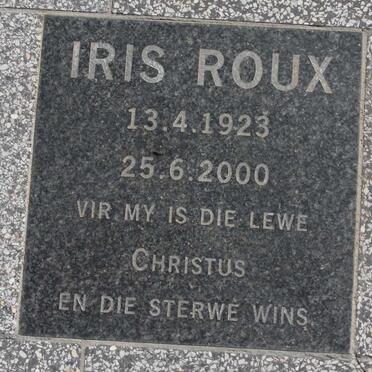 IRIS ROUX
13.4.1923
25.6.2000
VIR MY IS DIE LEWE
CHRISTUS
EN DIE STERWE WINS.